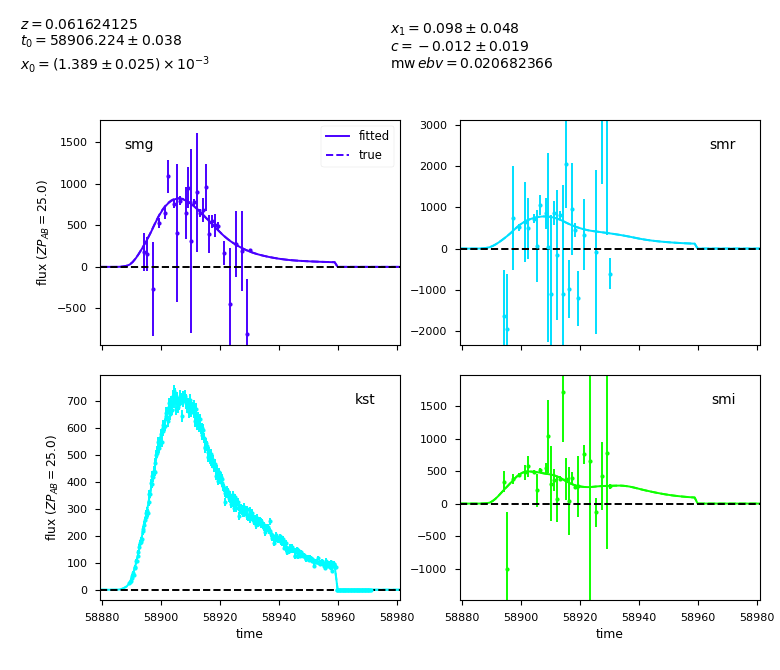 z = 0.061624125
t₀ = 58906.224 ± 0.038
x₀ = (1.389 ± 0.025) × 10⁻³
x₁ = 0.098 ± 0.048
c = −0.012 ± 0.019
mw ebv = 0.020682366
smg
fitted
true
1500
1000
500
0
−500
flux (ZP_AB = 25.0)
smr
3000
2000
1000
0
−1000
−2000
kst
700
600
500
400
300
200
100
0
flux (ZP_AB = 25.0)
58880 58900 58920 58940 58960 58980
time
smi
1500
1000
500
0
−500
−1000
58880 58900 58920 58940 58960 58980
time